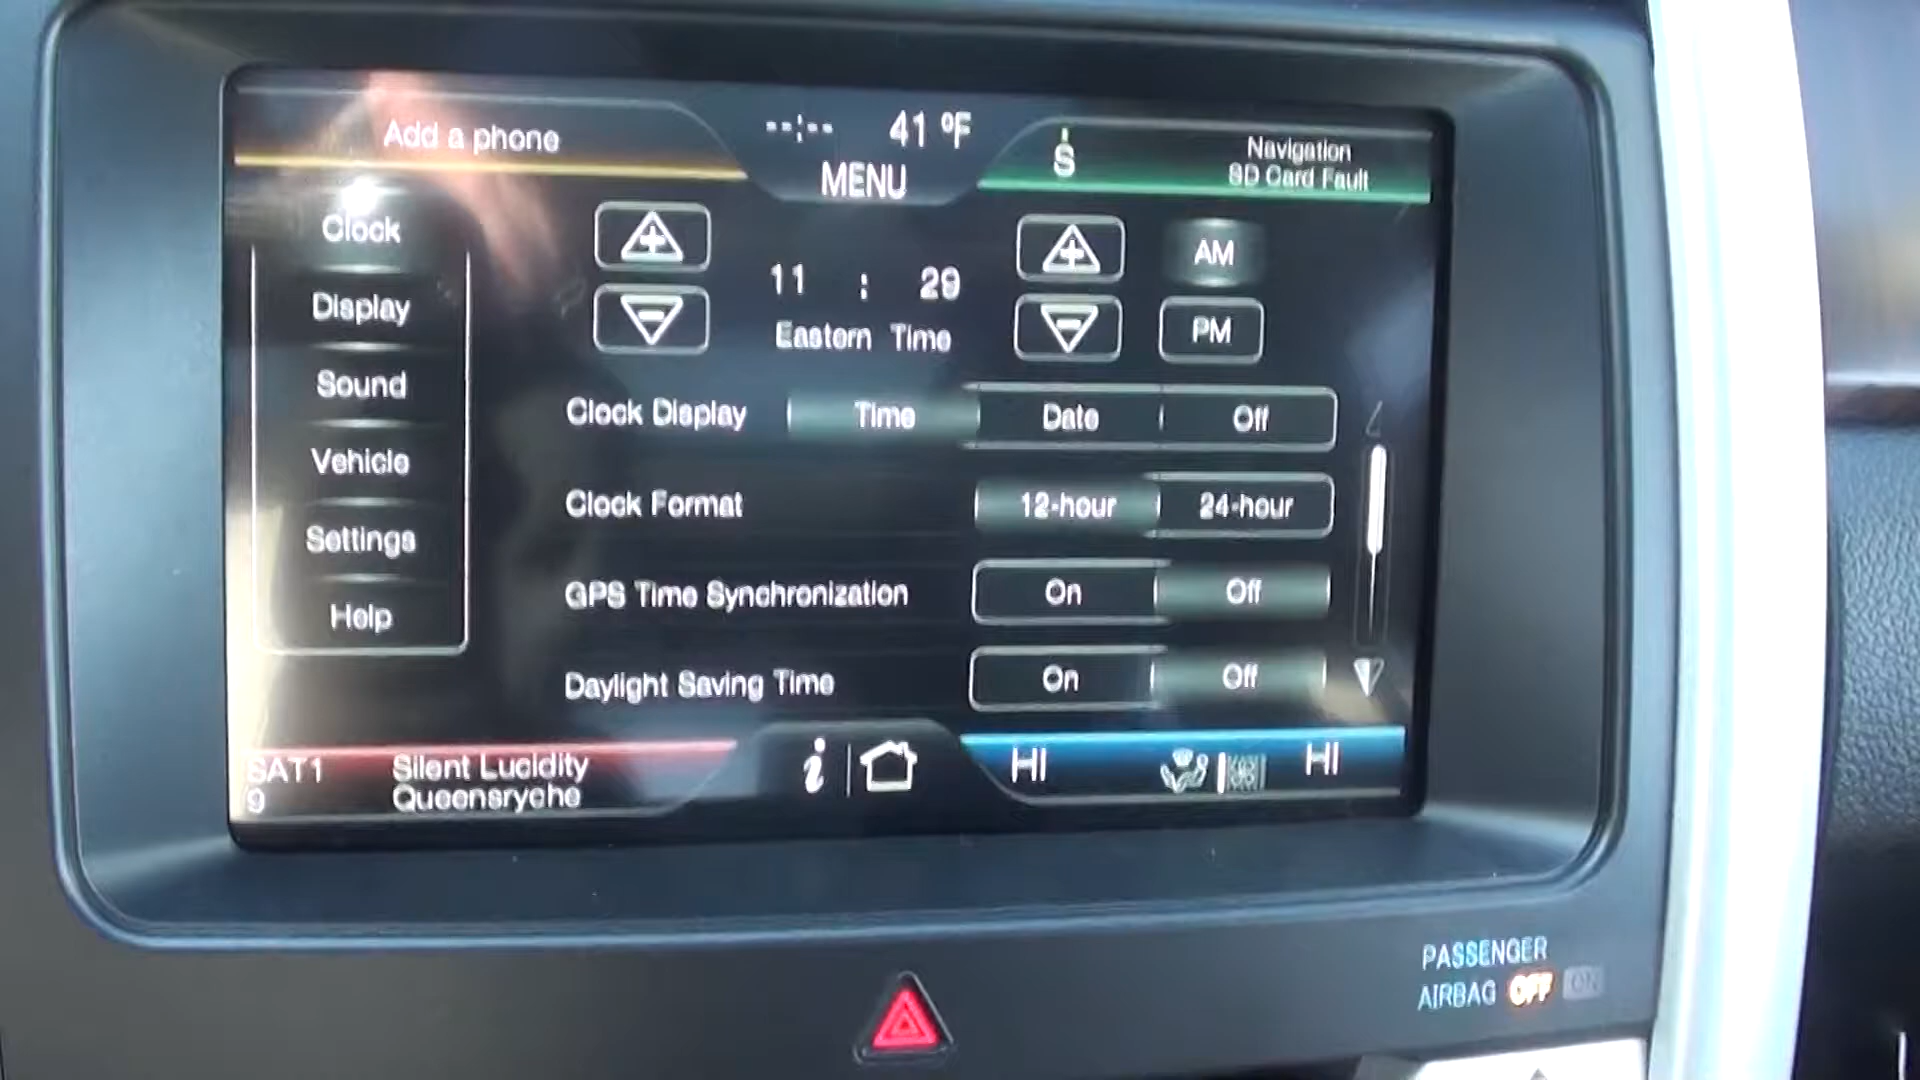 Add a phone
--:-- 41 °F
MENU
S
Navigation
SD Card Fault
Clock
Display
Sound
Vehicle
Settings
Help
11 : 29
Eastern Time
AM
PM
Clock Display Time Date Off
Clock Format 12-hour 24-hour
GPS Time Synchronization On Off
Daylight Saving Time On Off
SAT1
9
Silent Lucidity
Queensryche
i
HI HI
PASSENGER
AIRBAG OFF ON